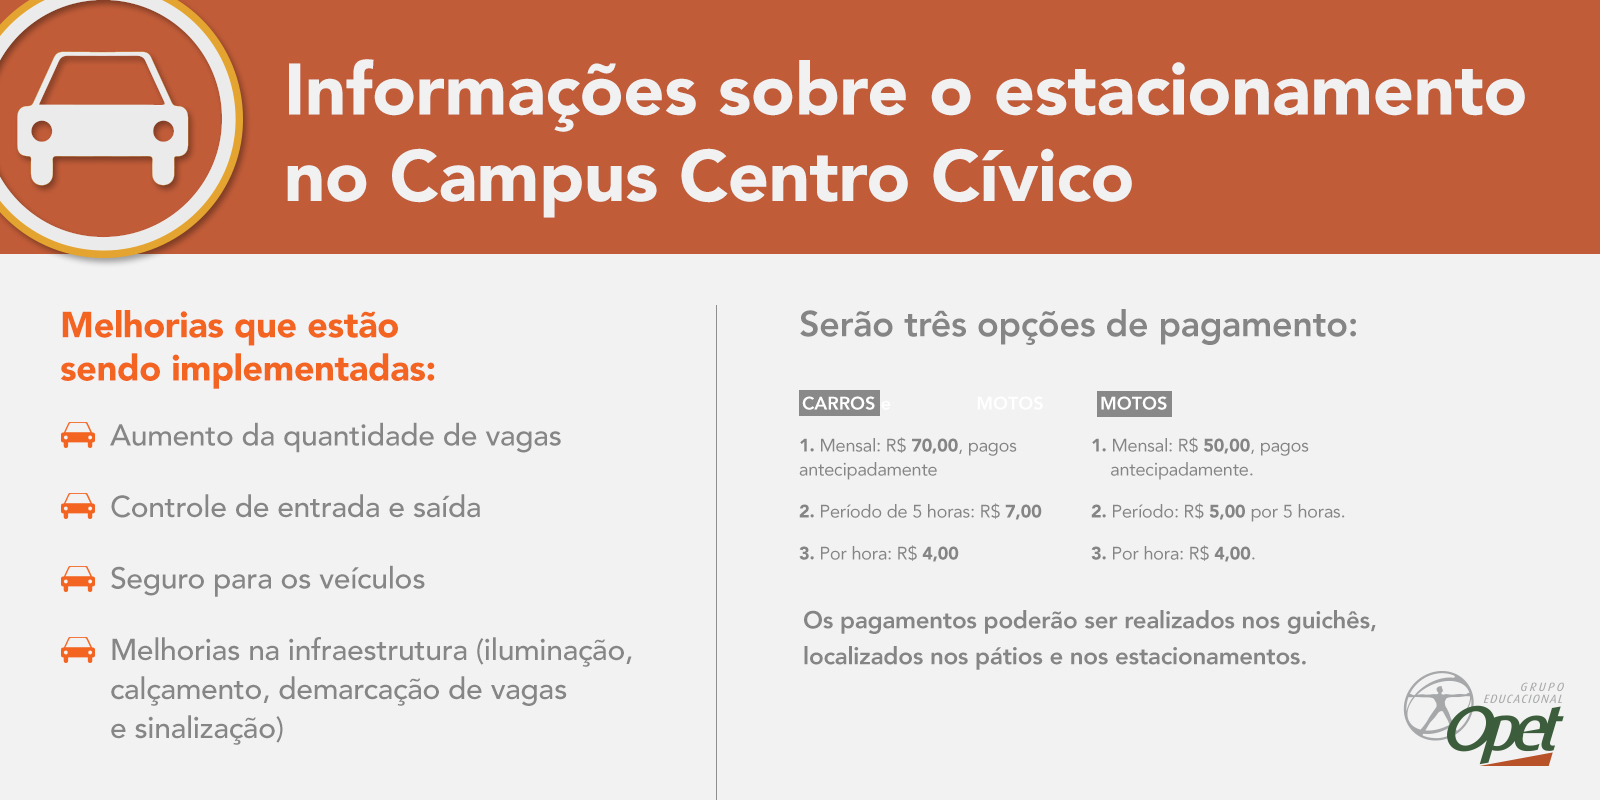 Informações sobre o estacionamento
no Campus Centro Cívico
Melhorias que estão
sendo implementadas:
Aumento da quantidade de vagas
Controle de entrada e saída
Seguro para os veículos
Melhorias na infraestrutura (iluminação,
calçamento, demarcação de vagas
e sinalização)
Serão três opções de pagamento:
CARROS e MOTOS
1. Mensal: R$ 70,00, pagos
antecipadamente
2. Período de 5 horas: R$ 7,00
3. Por hora: R$ 4,00
MOTOS
1. Mensal: R$ 50,00, pagos
antecipadamente.
2. Período: R$ 5,00 por 5 horas.
3. Por hora: R$ 4,00.
Os pagamentos poderão ser realizados nos guichês,
localizados nos pátios e nos estacionamentos.
GRUPO
EDUCACIONAL
Opet